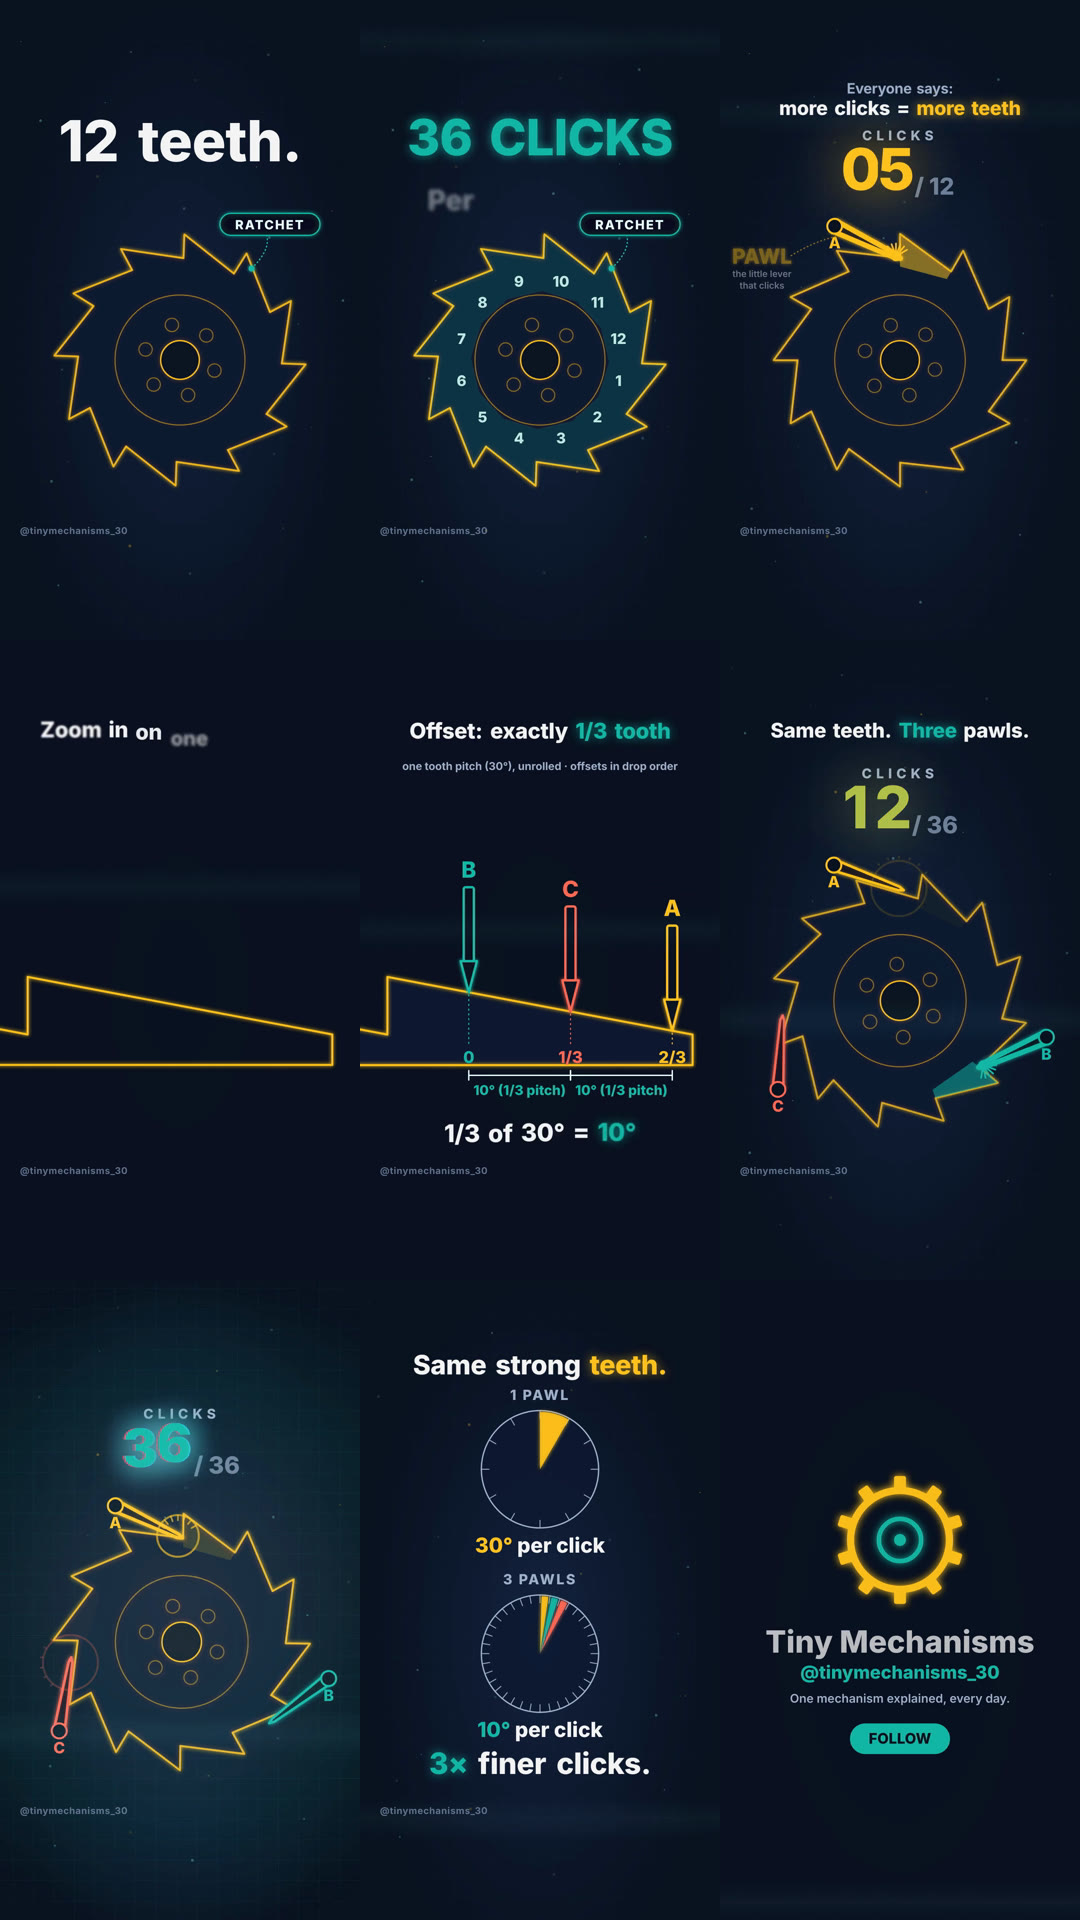 12 teeth.
RATCHET
@tinymechanisms_30
36 CLICKS
Per
RATCHET
9 10
8 11
7 12
6 1
5 2
4 3
@tinymechanisms_30
Everyone says:
more clicks = more teeth
CLICKS
05 / 12
A
PAWL
the little lever
that clicks
@tinymechanisms_30
Zoom in on one
@tinymechanisms_30
Offset: exactly 1/3 tooth
one tooth pitch (30°), unrolled · offsets in drop order
B
C
A
0 1/3 2/3
10° (1/3 pitch) 10° (1/3 pitch)
1/3 of 30° = 10°
@tinymechanisms_30
Same teeth. Three pawls.
CLICKS
12 / 36
A
B
C
@tinymechanisms_30
CLICKS
36 / 36
A
B
C
@tinymechanisms_30
Same strong teeth.
1 PAWL
30° per click
3 PAWLS
10° per click
3× finer clicks.
@tinymechanisms_30
Tiny Mechanisms
@tinymechanisms_30
One mechanism explained, every day.
FOLLOW